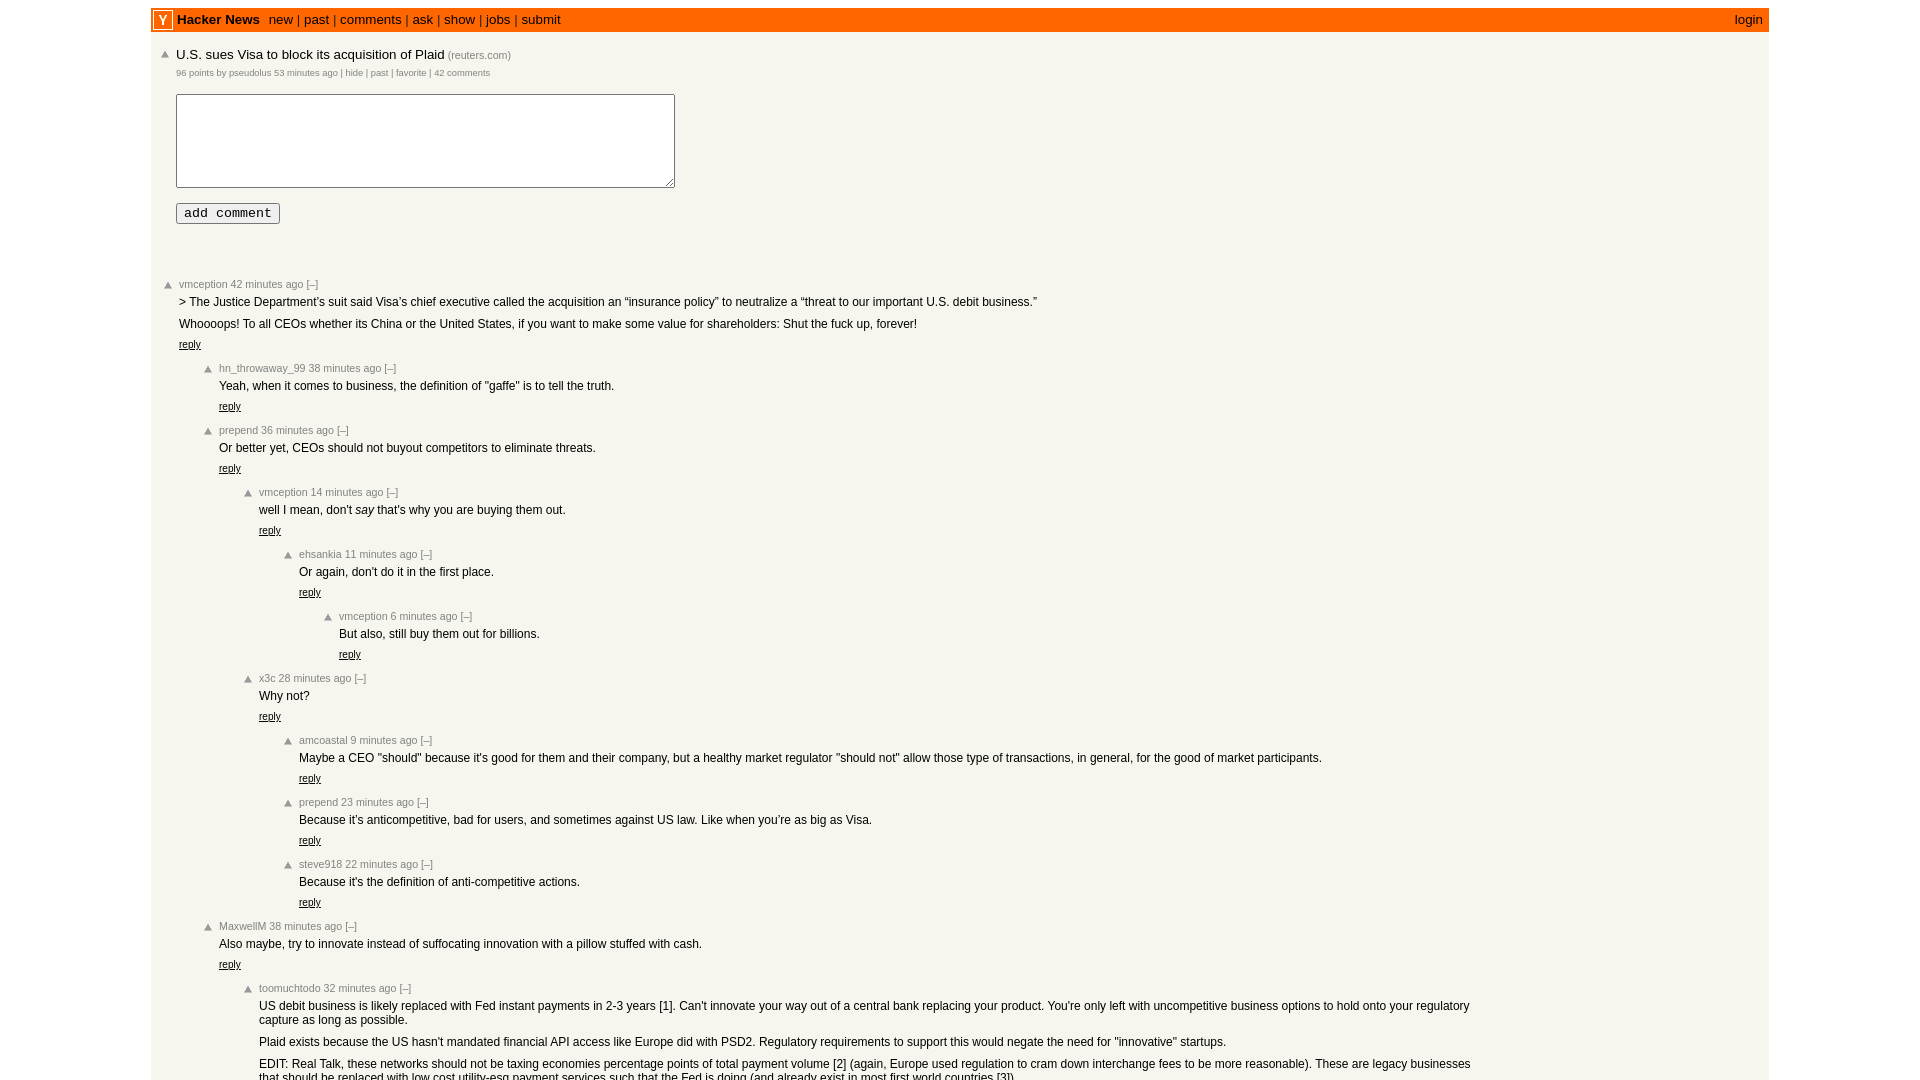 Y Hacker News new | past | comments | ask | show | jobs | submit login
U.S. sues Visa to block its acquisition of Plaid (reuters.com)
96 points by pseudolus 53 minutes ago | hide | past | favorite | 42 comments
add comment
vmception 42 minutes ago [–]
> The Justice Department’s suit said Visa’s chief executive called the acquisition an “insurance policy” to neutralize a “threat to our important U.S. debit business.”
Whoooops! To all CEOs whether its China or the United States, if you want to make some value for shareholders: Shut the fuck up, forever!
reply
hn_throwaway_99 38 minutes ago [–]
Yeah, when it comes to business, the definition of "gaffe" is to tell the truth.
reply
prepend 36 minutes ago [–]
Or better yet, CEOs should not buyout competitors to eliminate threats.
reply
vmception 14 minutes ago [–]
well I mean, don't say that's why you are buying them out.
reply
ehsankia 11 minutes ago [–]
Or again, don't do it in the first place.
reply
vmception 6 minutes ago [–]
But also, still buy them out for billions.
reply
x3c 28 minutes ago [–]
Why not?
reply
amcoastal 9 minutes ago [–]
Maybe a CEO "should" because it's good for them and their company, but a healthy market regulator "should not" allow those type of transactions, in general, for the good of market participants.
reply
prepend 23 minutes ago [–]
Because it’s anticompetitive, bad for users, and sometimes against US law. Like when you’re as big as Visa.
reply
steve918 22 minutes ago [–]
Because it's the definition of anti-competitive actions.
reply
MaxwellM 38 minutes ago [–]
Also maybe, try to innovate instead of suffocating innovation with a pillow stuffed with cash.
reply
toomuchtodo 32 minutes ago [–]
US debit business is likely replaced with Fed instant payments in 2-3 years [1]. Can't innovate your way out of a central bank replacing your product. You're only left with uncompetitive business options to hold onto your regulatory
capture as long as possible.
Plaid exists because the US hasn't mandated financial API access like Europe did with PSD2. Regulatory requirements to support this would negate the need for "innovative" startups.
EDIT: Real Talk, these networks should not be taxing economies percentage points of total payment volume [2] (again, Europe used regulation to cram down interchange fees to be more reasonable). These are legacy businesses
that should be replaced with low cost utility-esq payment services such that the Fed is doing (and already exist in most first world countries [3])